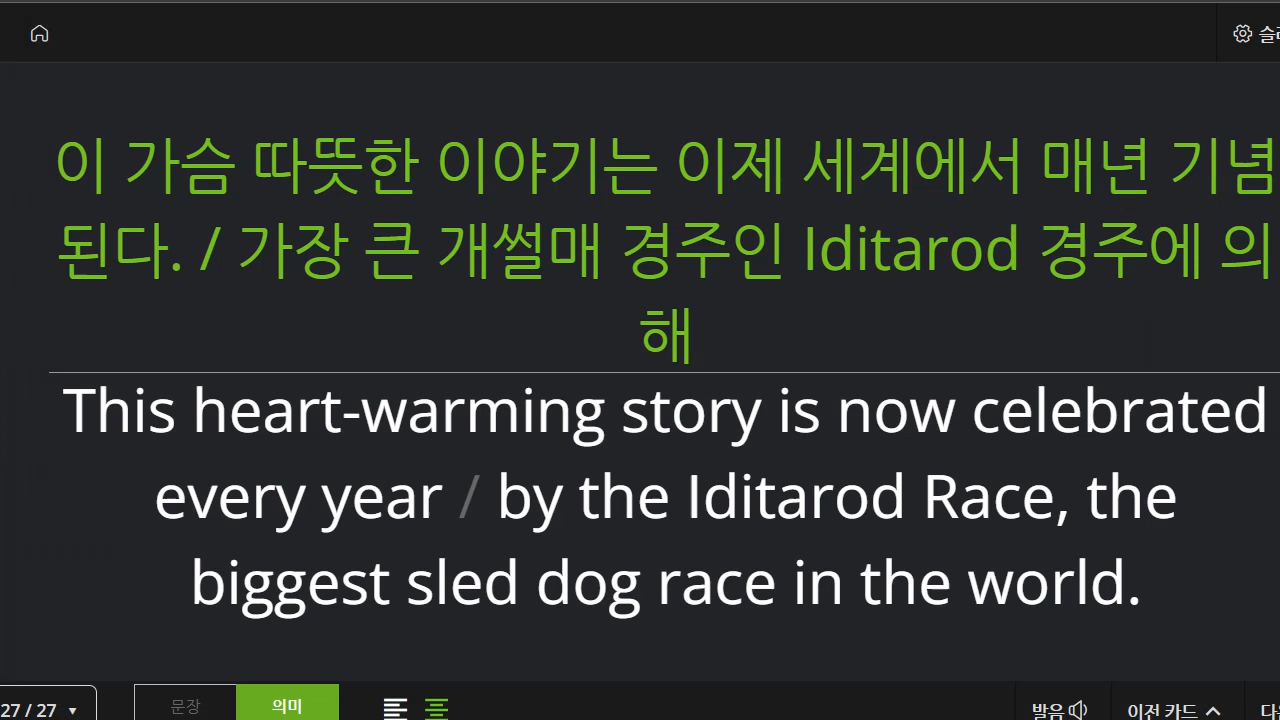 이 가슴 따뜻한 이야기는 이제 세계에서 매년 기념
된다. / 가장 큰 개썰매 경주인 Iditarod 경주에 의
해
This heart-warming story is now celebrated
every year / by the Iditarod Race, the
biggest sled dog race in the world.
27 / 27 문장 의미 발음 이전 카드